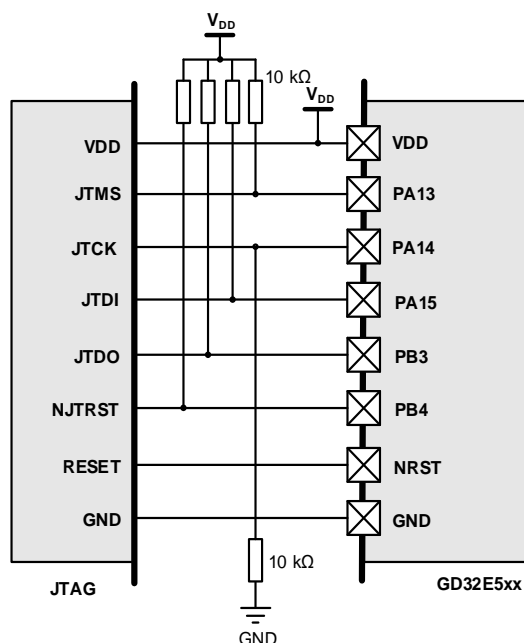 VDD
10 kΩ
VDD
VDD VDD
JTMS PA13
JTCK PA14
JTDI PA15
JTDO PB3
NJTRST PB4
RESET NRST
GND GND
10 kΩ
JTAG GD32E5xx
GND